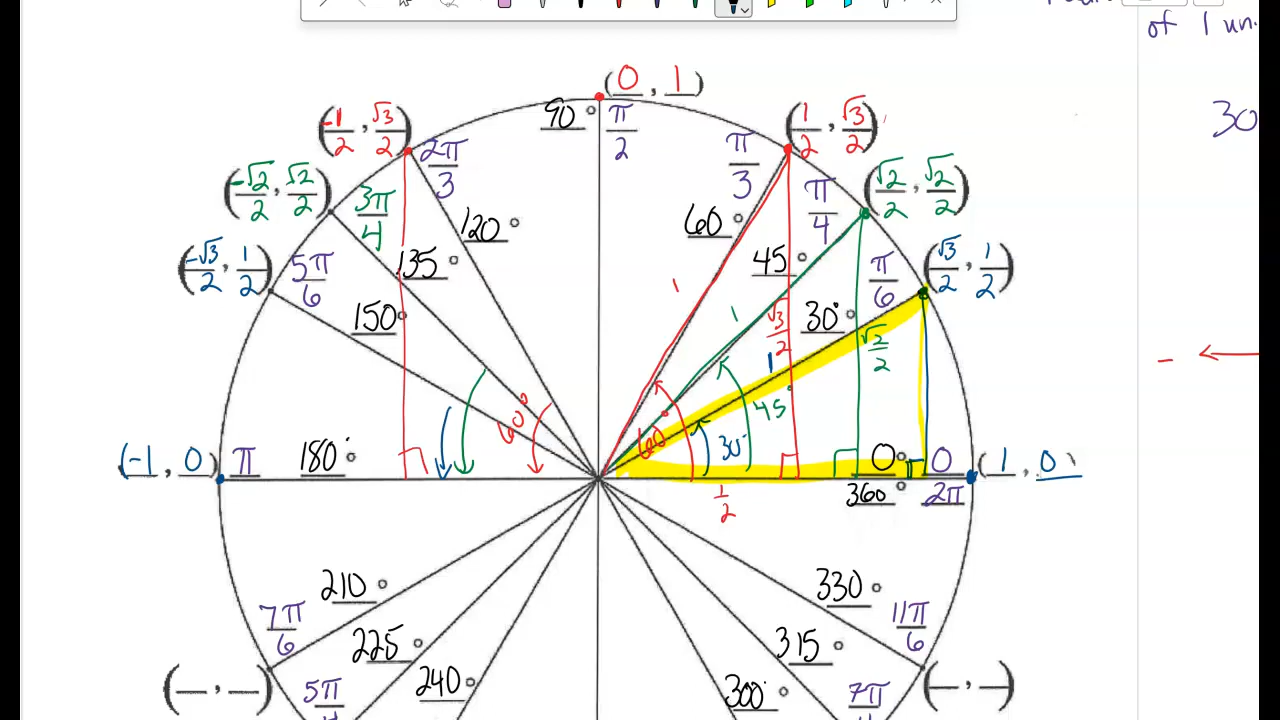 of 1 un.
30
(0, 1)
90° π/2
(-1/2, √3/2)
(1/2, √3/2)
2π/3
π/3
(-√2/2, √2/2)
(√2/2, √2/2)
3π/4
π/4
120°
60°
(-√3/2, 1/2)
(√3/2, 1/2)
5π/6
135°
45°
π/6
150°
1
1
√3/2
30°
√2/2
1
45°
60°
60°
30°
-
(-1, 0) π 180°
0° 0 (1, 0)
360° 2π
1/2
210°
330°
7π/6
11π/6
225°
315°
240°
300°
(_, _)
(_, _)
5π/4
7π/4